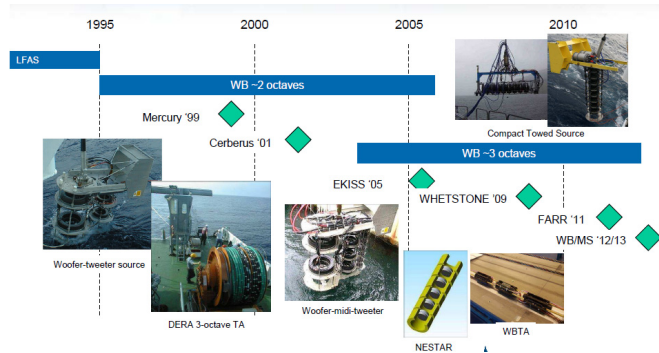 1995 2000 2005 2010
LFAS
WB ~2 octaves
Mercury '99
Cerberus '01
Compact Towed Source
WB ~3 octaves
EKISS '05
WHETSTONE '09
FARR '11
WB/MS '12/13
Woofer-tweeter source
DERA 3-octave TA
Woofer-midi-tweeter
NESTAR
WBTA